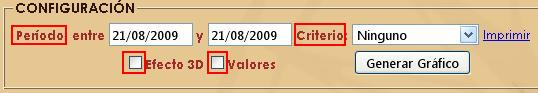 CONFIGURACIÓN
Período entre 21/08/2009 y 21/08/2009 Criterio: Ninguno Imprimir
Efecto 3D Valores Generar Gráfico